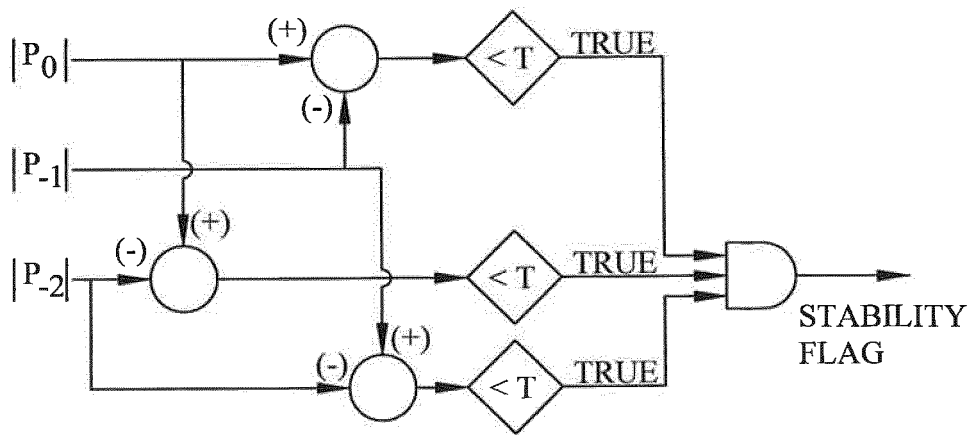 |P0| (+) < T TRUE
(-)
|P-1|
(+)
|P-2| (-) < T TRUE
STABILITY
FLAG
(+)
(-) < T TRUE